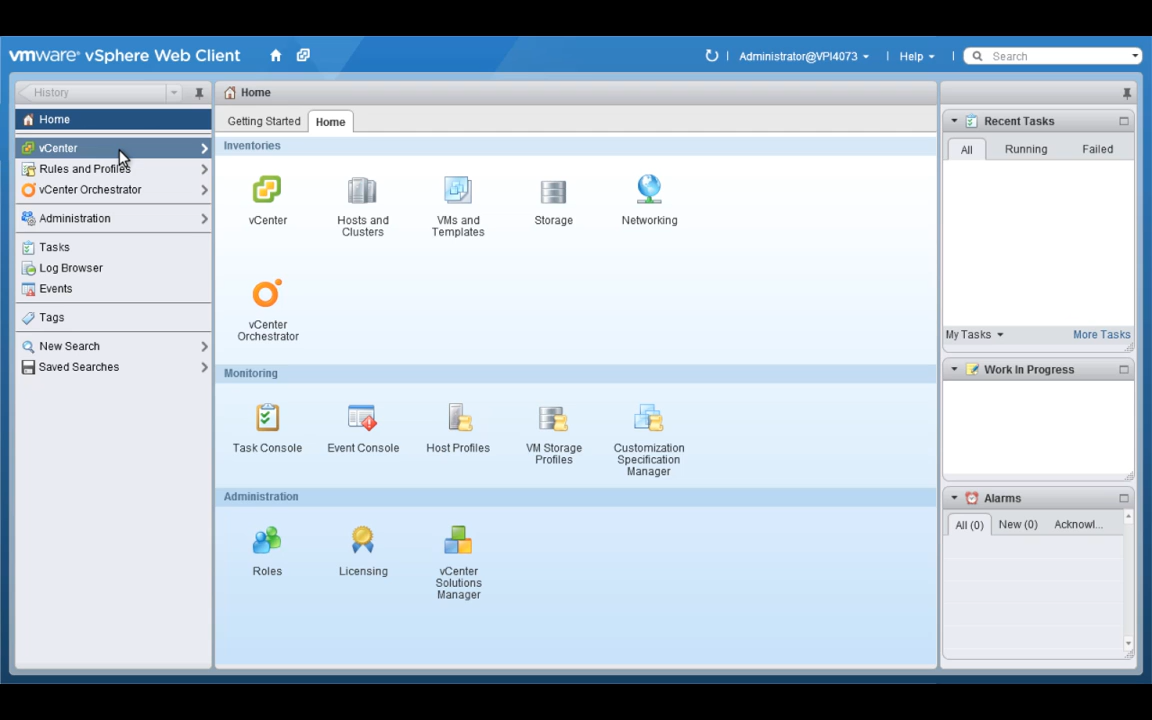 vmware® vSphere Web Client
Administrator@VPI4073
Help
Search
History
Home
vCenter
Rules and Profiles
vCenter Orchestrator
Administration
Tasks
Log Browser
Events
Tags
New Search
Saved Searches
Home
Getting Started
Home
Inventories
vCenter
Hosts and
Clusters
VMs and
Templates
Storage
Networking
vCenter
Orchestrator
Monitoring
Task Console
Event Console
Host Profiles
VM Storage
Profiles
Customization
Specification
Manager
Administration
Roles
Licensing
vCenter
Solutions
Manager
Recent Tasks
All
Running
Failed
My Tasks
More Tasks
Work In Progress
Alarms
All (0)
New (0)
Acknowl...